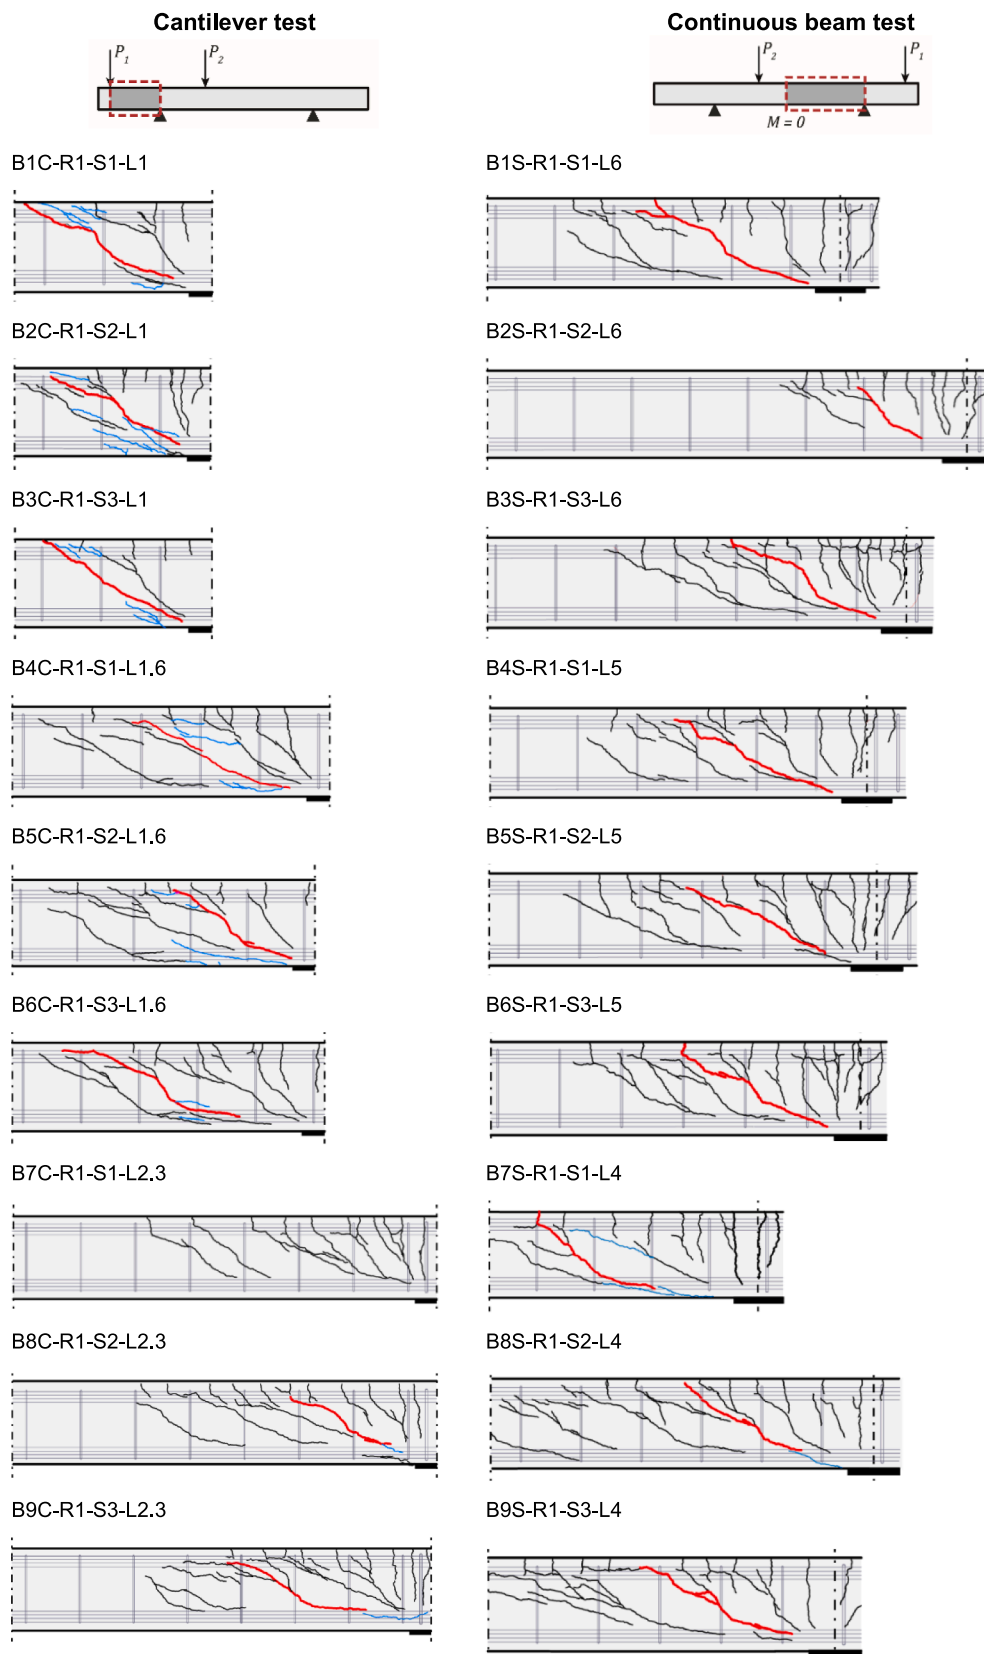 Cantilever test
Continuous beam test
P1
P2
P2
P1
M = 0
B1C-R1-S1-L1
B1S-R1-S1-L6
B2C-R1-S2-L1
B2S-R1-S2-L6
B3C-R1-S3-L1
B3S-R1-S3-L6
B4C-R1-S1-L1.6
B4S-R1-S1-L5
B5C-R1-S2-L1.6
B5S-R1-S2-L5
B6C-R1-S3-L1.6
B6S-R1-S3-L5
B7C-R1-S1-L2.3
B7S-R1-S1-L4
B8C-R1-S2-L2.3
B8S-R1-S2-L4
B9C-R1-S3-L2.3
B9S-R1-S3-L4